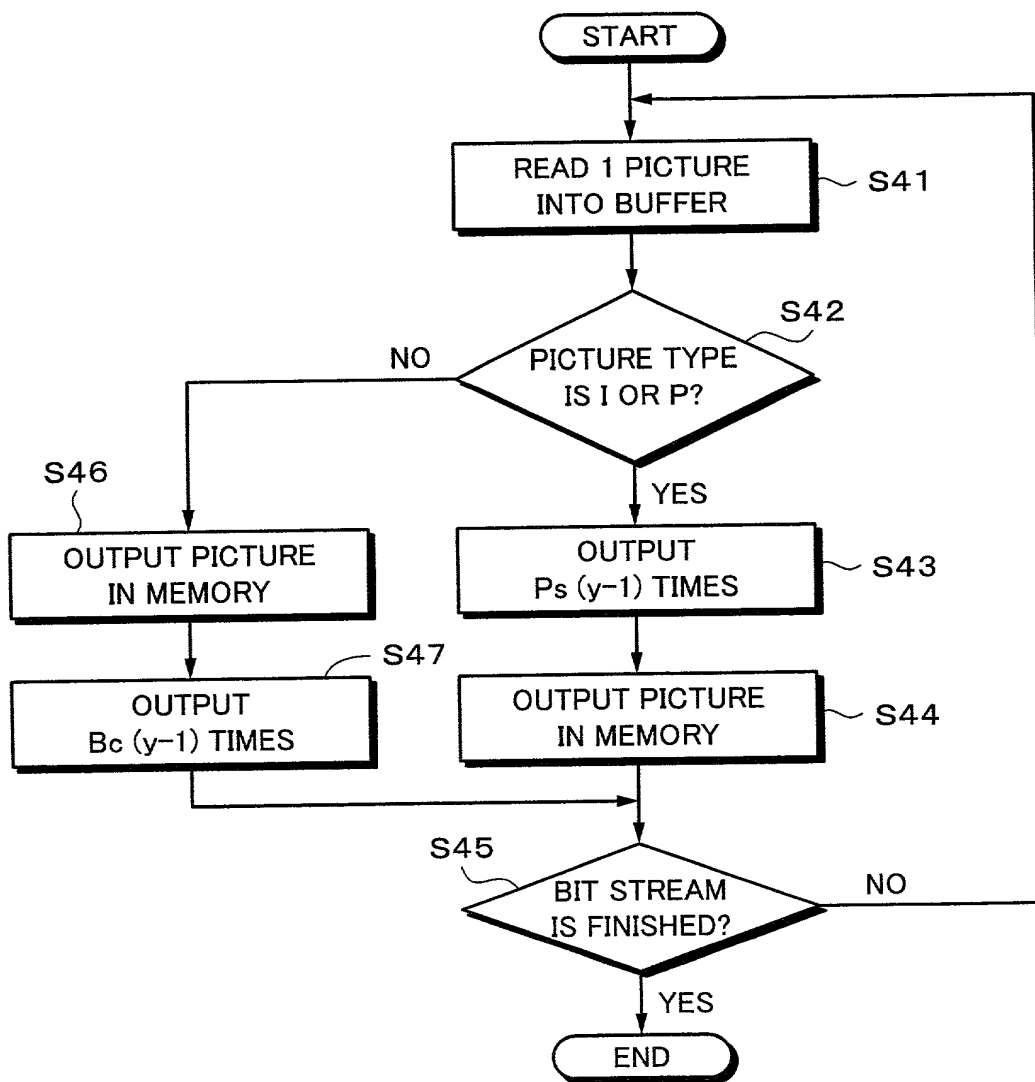 START
READ 1 PICTURE
INTO BUFFER
S41
S42
PICTURE TYPE
IS I OR P?
NO
YES
S46
OUTPUT PICTURE
IN MEMORY
OUTPUT
Ps (y-1) TIMES
S43
S47
OUTPUT
Bc (y-1) TIMES
OUTPUT PICTURE
IN MEMORY
S44
S45
BIT STREAM
IS FINISHED?
NO
YES
END